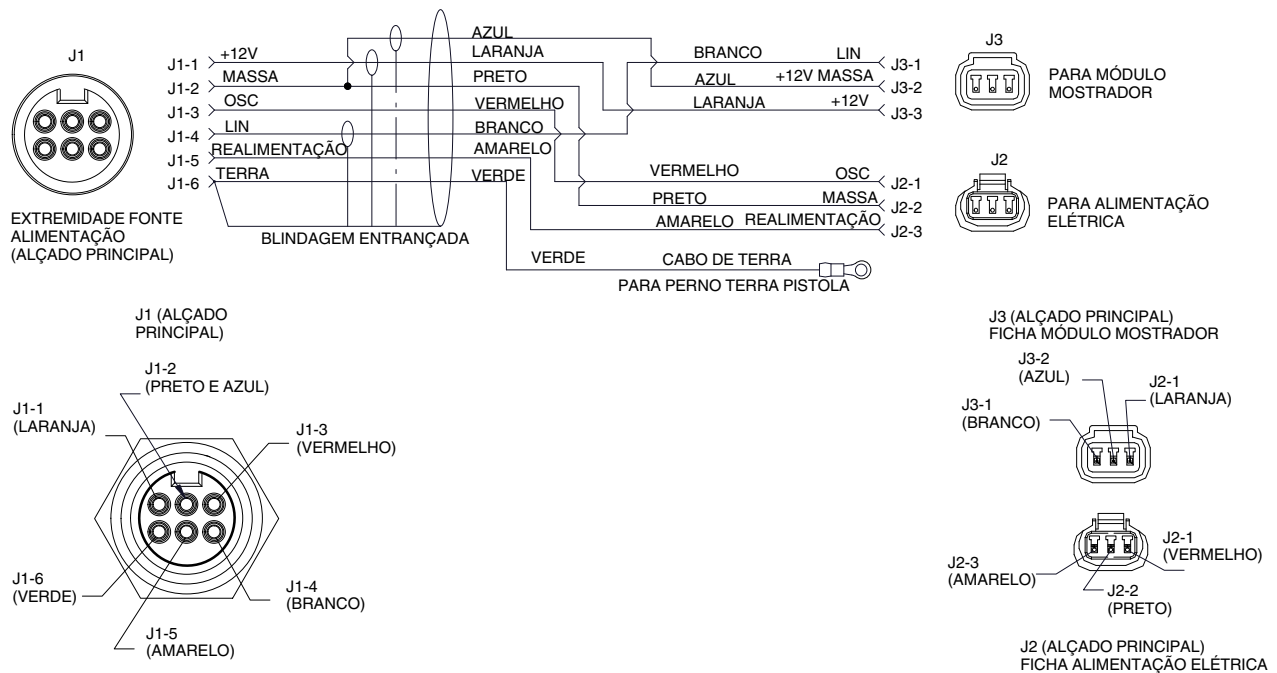 J1
J1-1
+12V
J1-2
MASSA
J1-3
OSC
J1-4
LIN
J1-5
REALIMENTAÇÃO
J1-6
TERRA
AZUL
LARANJA
PRETO
VERMELHO
BRANCO
AMARELO
VERDE
BLINDAGEM ENTRANÇADA
EXTREMIDADE FONTE
ALIMENTAÇÃO
(ALÇADO PRINCIPAL)
BRANCO LIN J3-1
AZUL +12V MASSA J3-2
LARANJA +12V J3-3
J3
PARA MÓDULO
MOSTRADOR
VERMELHO OSC J2-1
PRETO MASSA J2-2
AMARELO REALIMENTAÇÃO J2-3
J2
PARA ALIMENTAÇÃO
ELÉTRICA
VERDE CABO DE TERRA
PARA PERNO TERRA PISTOLA
J1 (ALÇADO
PRINCIPAL)
J1-2
(PRETO E AZUL)
J1-1
(LARANJA)
J1-3
(VERMELHO)
J1-6
(VERDE)
J1-4
(BRANCO)
J1-5
(AMARELO)
J3 (ALÇADO PRINCIPAL)
FICHA MÓDULO MOSTRADOR
J3-2
(AZUL)
J2-1
(LARANJA)
J3-1
(BRANCO)
J2-1
(VERMELHO)
J2-3
(AMARELO)
J2-2
(PRETO)
J2 (ALÇADO PRINCIPAL)
FICHA ALIMENTAÇÃO ELÉTRICA